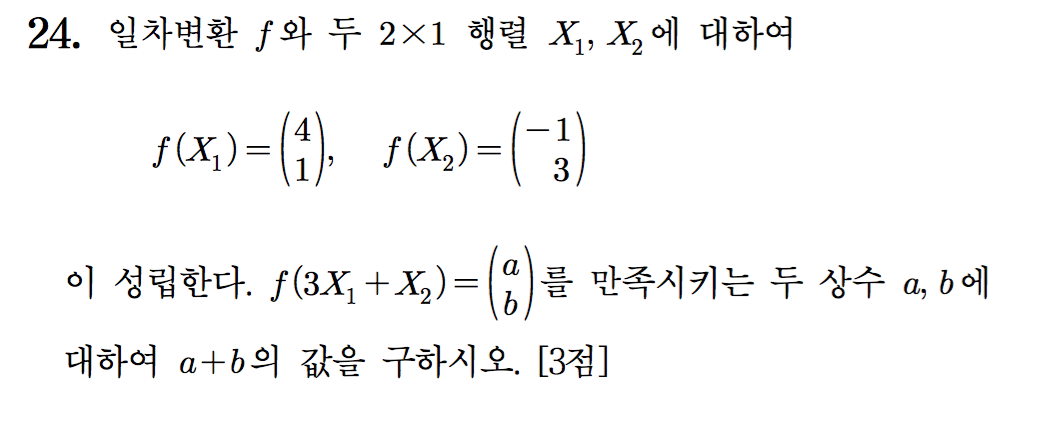 24. 일차변환 f와 두 2×1 행렬 X₁, X₂에 대하여
f(X₁)=(4 1), f(X₂)=(−1 3)
이 성립한다. f(3X₁+X₂)=(a b)를 만족시키는 두 상수 a, b에
대하여 a+b의 값을 구하시오. [3점]